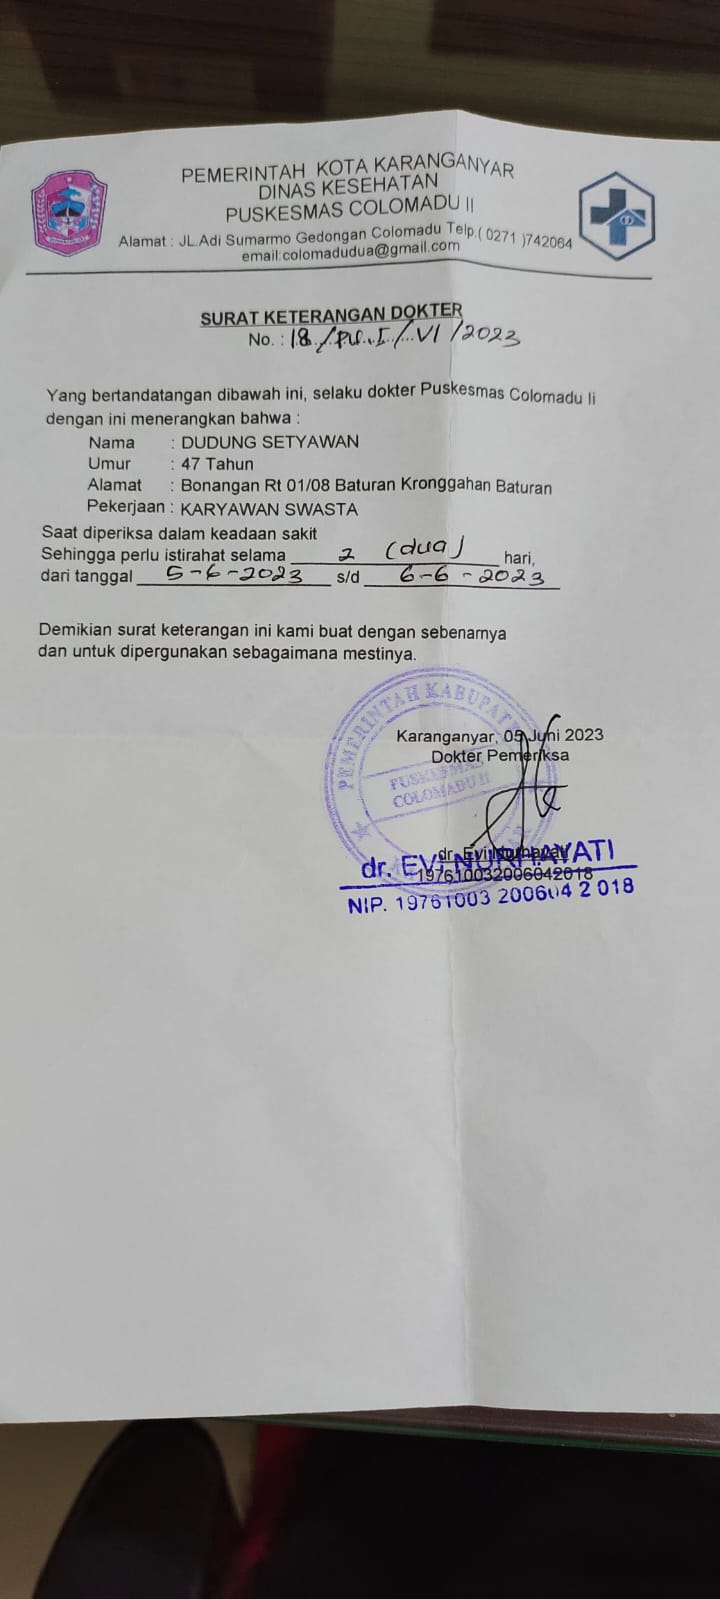 PEMERINTAH KOTA KARANGANYAR
DINAS KESEHATAN
PUSKESMAS COLOMADU II
Alamat : JL.Adi Sumarmo Gedongan Colomadu Telp.( 0271 )742064
email:colomadudua@gmail.com
SURAT KETERANGAN DOKTER
No. : 18./PU..I./...VI /2023
Yang bertandatangan dibawah ini, selaku dokter Puskesmas Colomadu Ii
dengan ini menerangkan bahwa :
Nama : DUDUNG SETYAWAN
Umur : 47 Tahun
Alamat : Bonangan Rt 01/08 Baturan Kronggahan Baturan
Pekerjaan : KARYAWAN SWASTA
Saat diperiksa dalam keadaan sakit
Sehingga perlu istirahat selama 2 (dua) hari,
dari tanggal 5-6-2023 s/d 6-6-2023
Demikian surat keterangan ini kami buat dengan sebenarnya
dan untuk dipergunakan sebagaimana mestinya.
Karanganyar, 05 Juni 2023
Dokter Pemeriksa
PEMERINTAH KABUPATE
PUSKESMAS
COLOMADU II
dr. Evi Nurhayati
197610032006042018
dr. EVI NURHAYATI
NIP. 19761003 200604 2 018